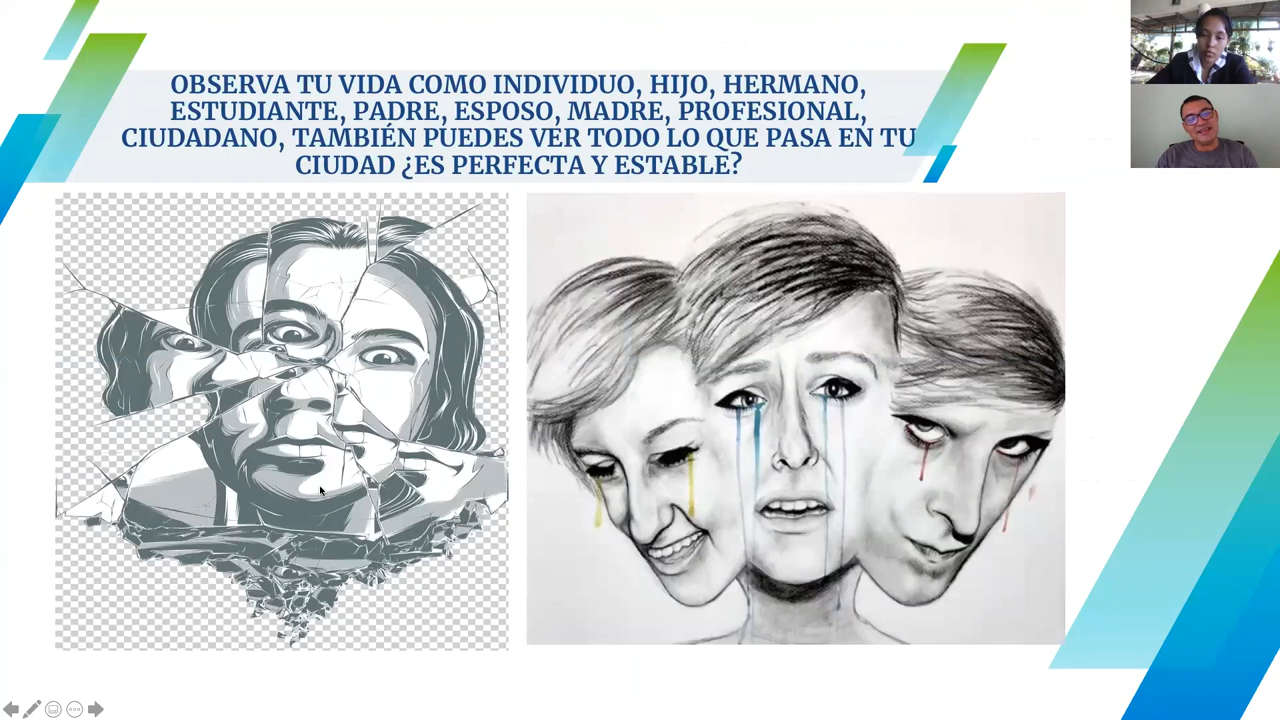 OBSERVA TU VIDA COMO INDIVIDUO, HIJO, HERMANO,
ESTUDIANTE, PADRE, ESPOSO, MADRE, PROFESIONAL,
CIUDADANO, TAMBIÉN PUEDES VER TODO LO QUE PASA EN TU
CIUDAD ¿ES PERFECTA Y ESTABLE?